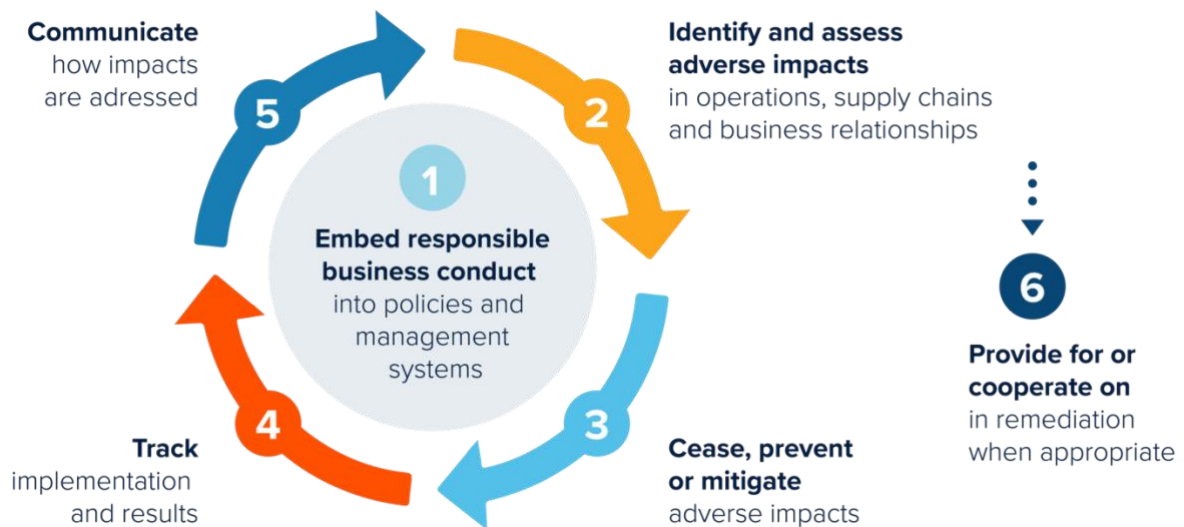 1
Embed responsible
business conduct
into policies and
management
systems
2
Identify and assess
adverse impacts
in operations, supply chains
and business relationships
3
Cease, prevent
or mitigate
adverse impacts
4
Track
implementation
and results
5
Communicate
how impacts
are adressed
6
Provide for or
cooperate on
in remediation
when appropriate